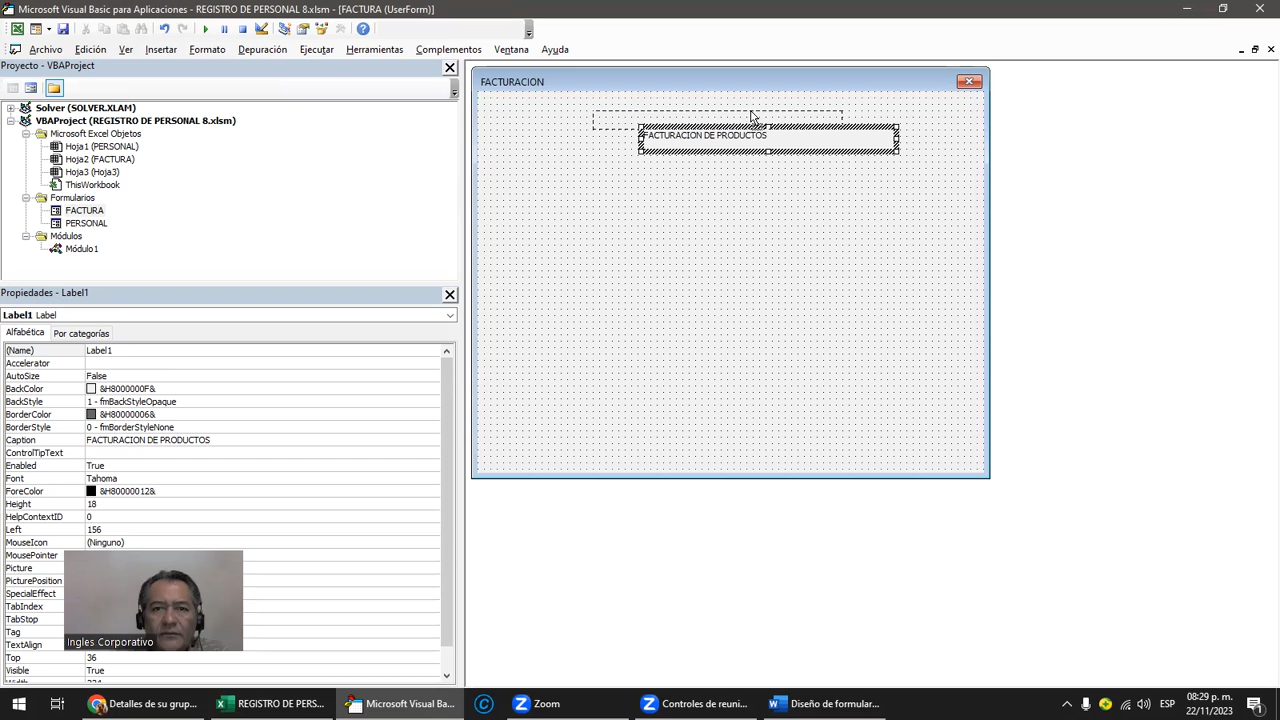 Microsoft Visual Basic para Aplicaciones - REGISTRO DE PERSONAL 8.xlsm - [FACTURA (UserForm)]
Archivo Edición Ver Insertar Formato Depuración Ejecutar Herramientas Complementos Ventana Ayuda
Proyecto - VBAProject
Solver (SOLVER.XLAM)
VBAProject (REGISTRO DE PERSONAL 8.xlsm)
Microsoft Excel Objetos
Hoja1 (PERSONAL)
Hoja2 (FACTURA)
Hoja3 (Hoja3)
ThisWorkbook
Formularios
FACTURA
PERSONAL
Módulos
Módulo1
Propiedades - Label1
Label1 Label
Alfabética Por categorías
(Name) Label1
Accelerator
AutoSize False
BackColor &H8000000F&
BackStyle 1 - fmBackStyleOpaque
BorderColor &H80000006&
BorderStyle 0 - fmBorderStyleNone
Caption FACTURACION DE PRODUCTOS
ControlTipText
Enabled True
Font Tahoma
ForeColor &H80000012&
Height 18
HelpContextID 0
Left 156
MouseIcon (Ninguno)
MousePointer
Picture
PicturePosition
SpecialEffect
TabIndex
TabStop
Tag
TextAlign
Top 36
Visible True
Ingles Corporativo
FACTURACION
FACTURACION DE PRODUCTOS
Detalles de su grup...
REGISTRO DE PERS...
Microsoft Visual Ba...
Zoom
Controles de reuni...
Diseño de formular...
ESP
08:29 p. m.
22/11/2023